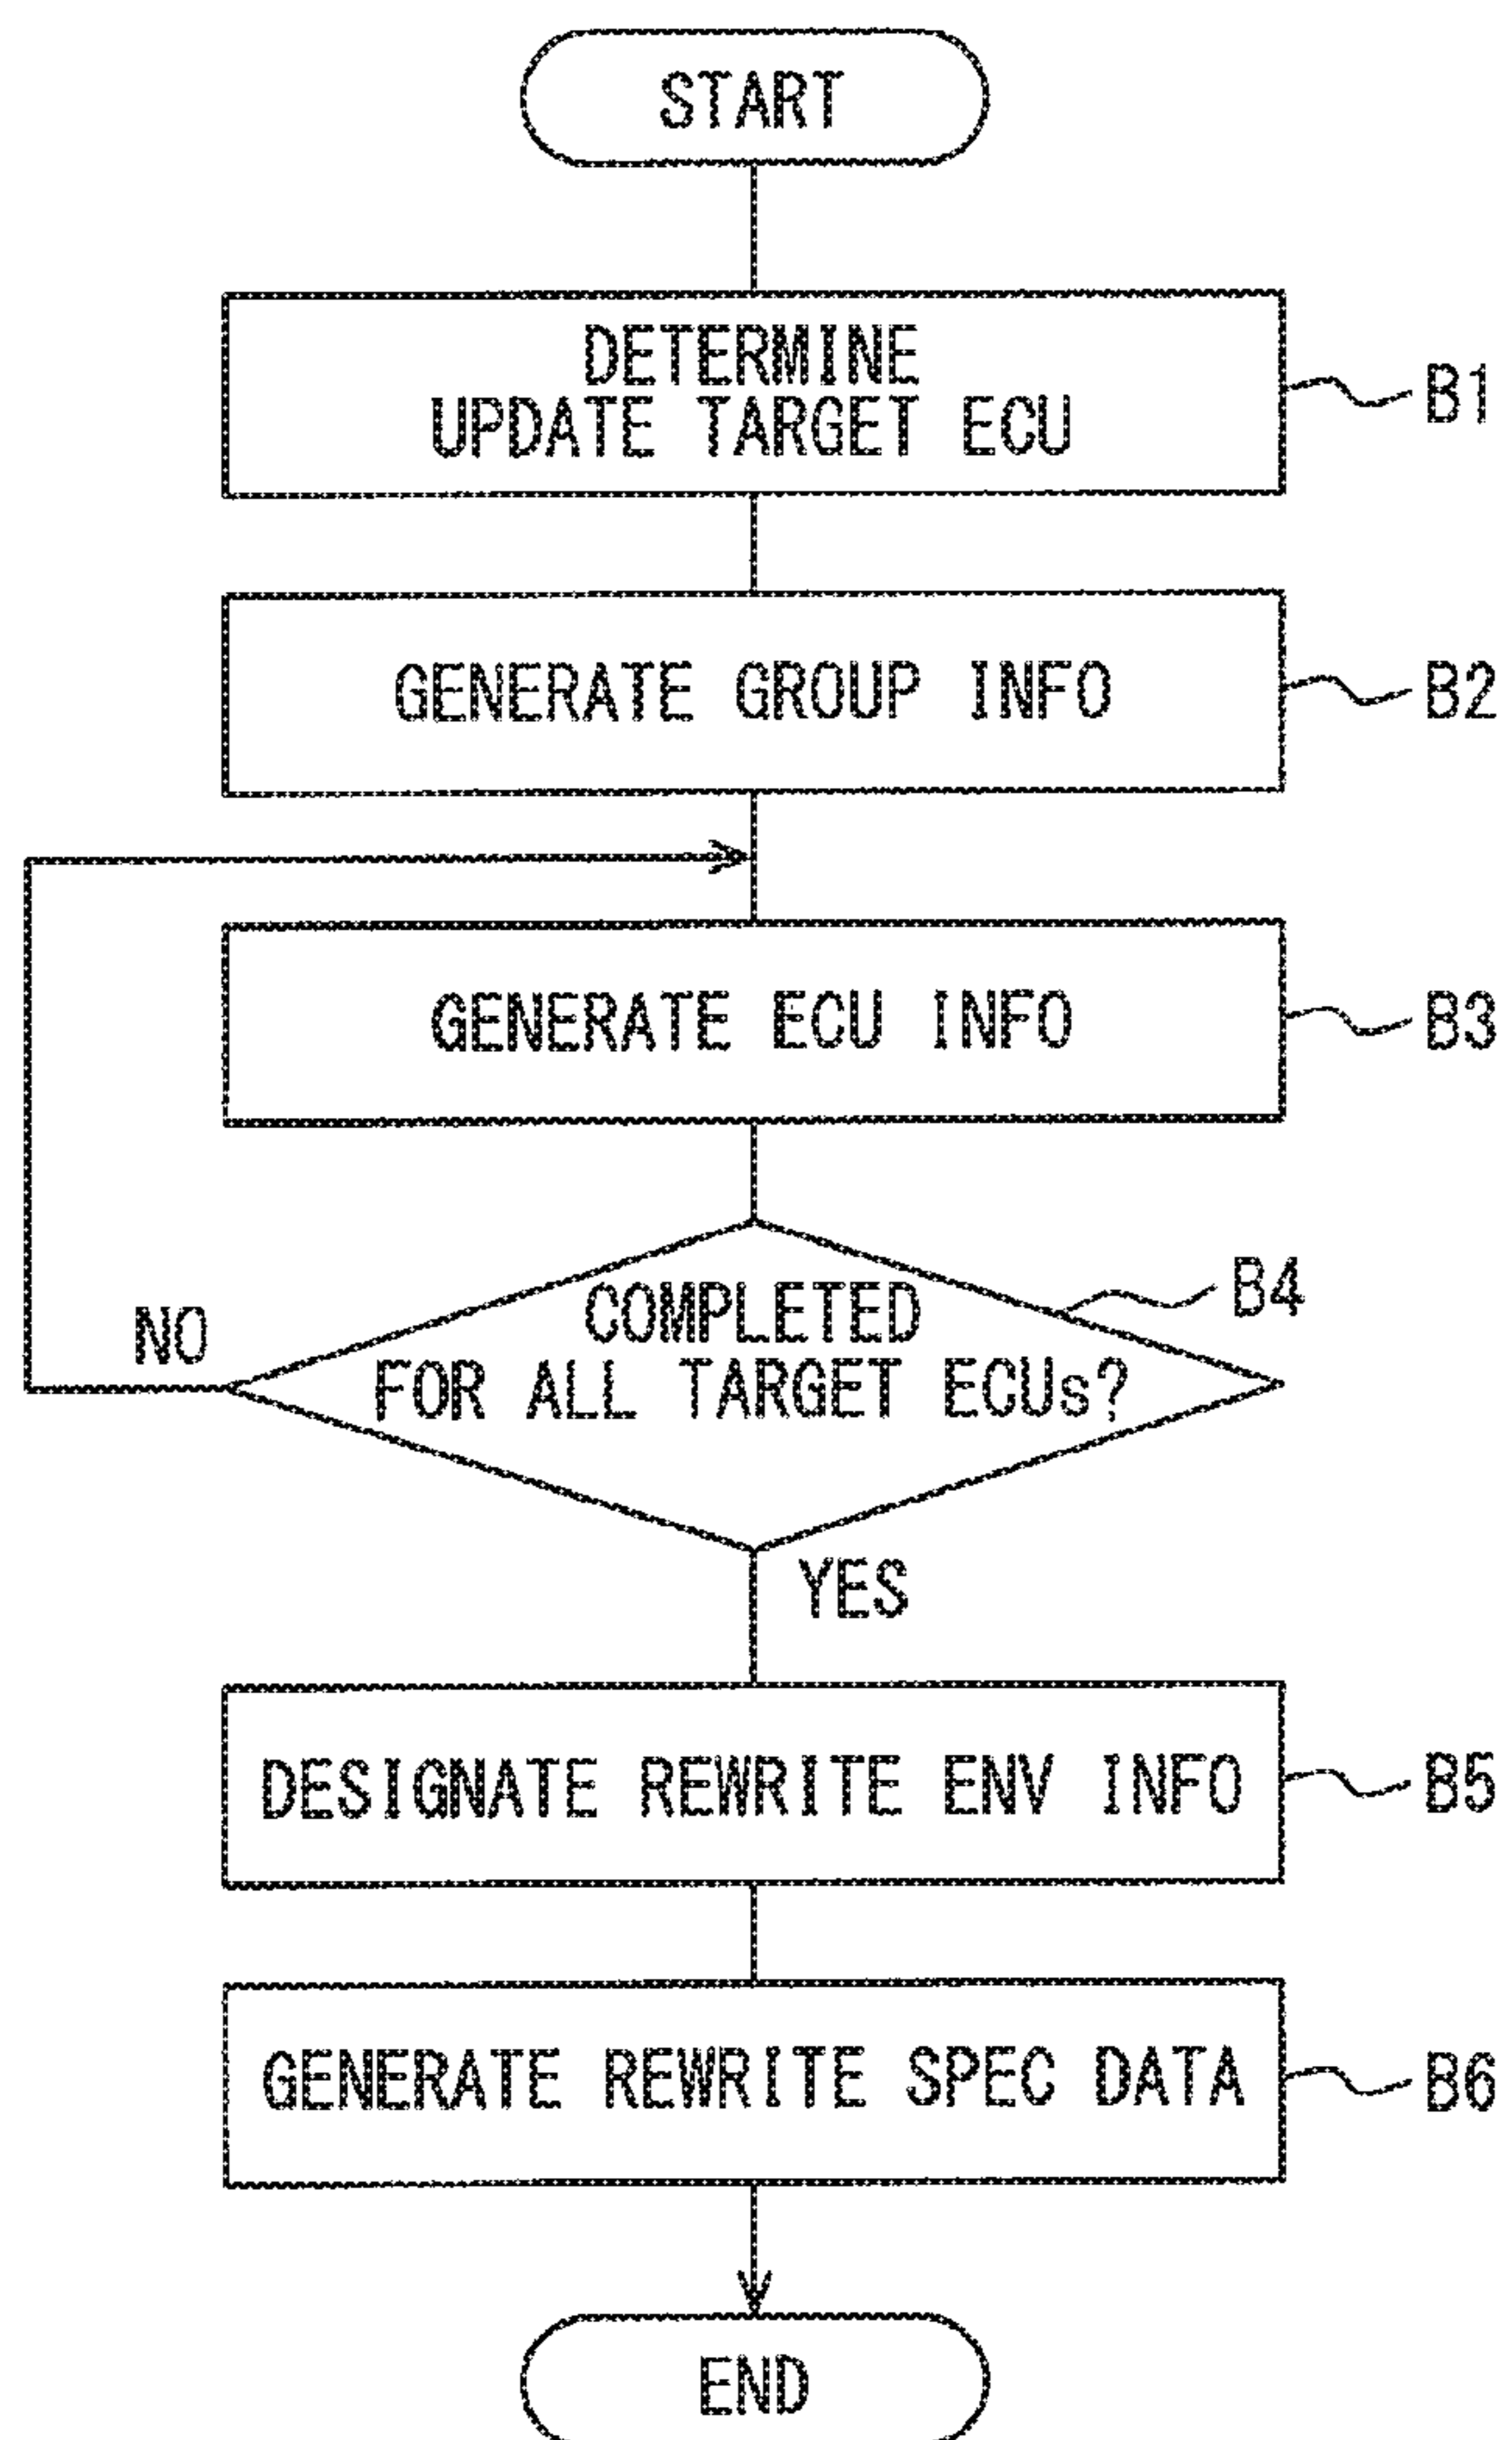 START
DETERMINE
UPDATE TARGET ECU
B1
GENERATE GROUP INFO
B2
GENERATE ECU INFO
B3
COMPLETED
FOR ALL TARGET ECUs?
B4
NO
YES
DESIGNATE REWRITE ENV INFO
B5
GENERATE REWRITE SPEC DATA
B6
END